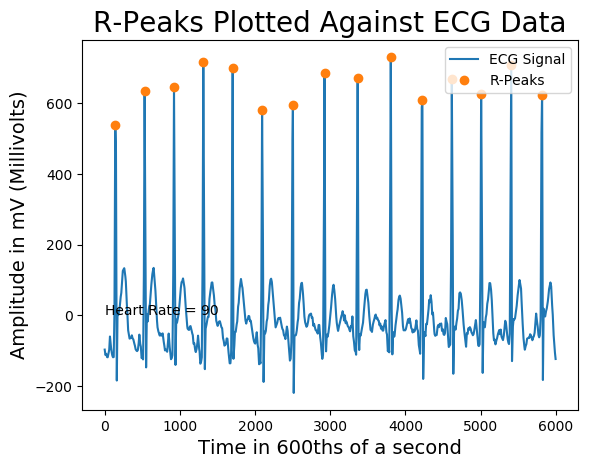 R-Peaks Plotted Against ECG Data
ECG Signal
R-Peaks
Amplitude in mV (Millivolts)
600
400
200
0
−200
Heart Rate = 90
0 1000 2000 3000 4000 5000 6000
Time in 600ths of a second